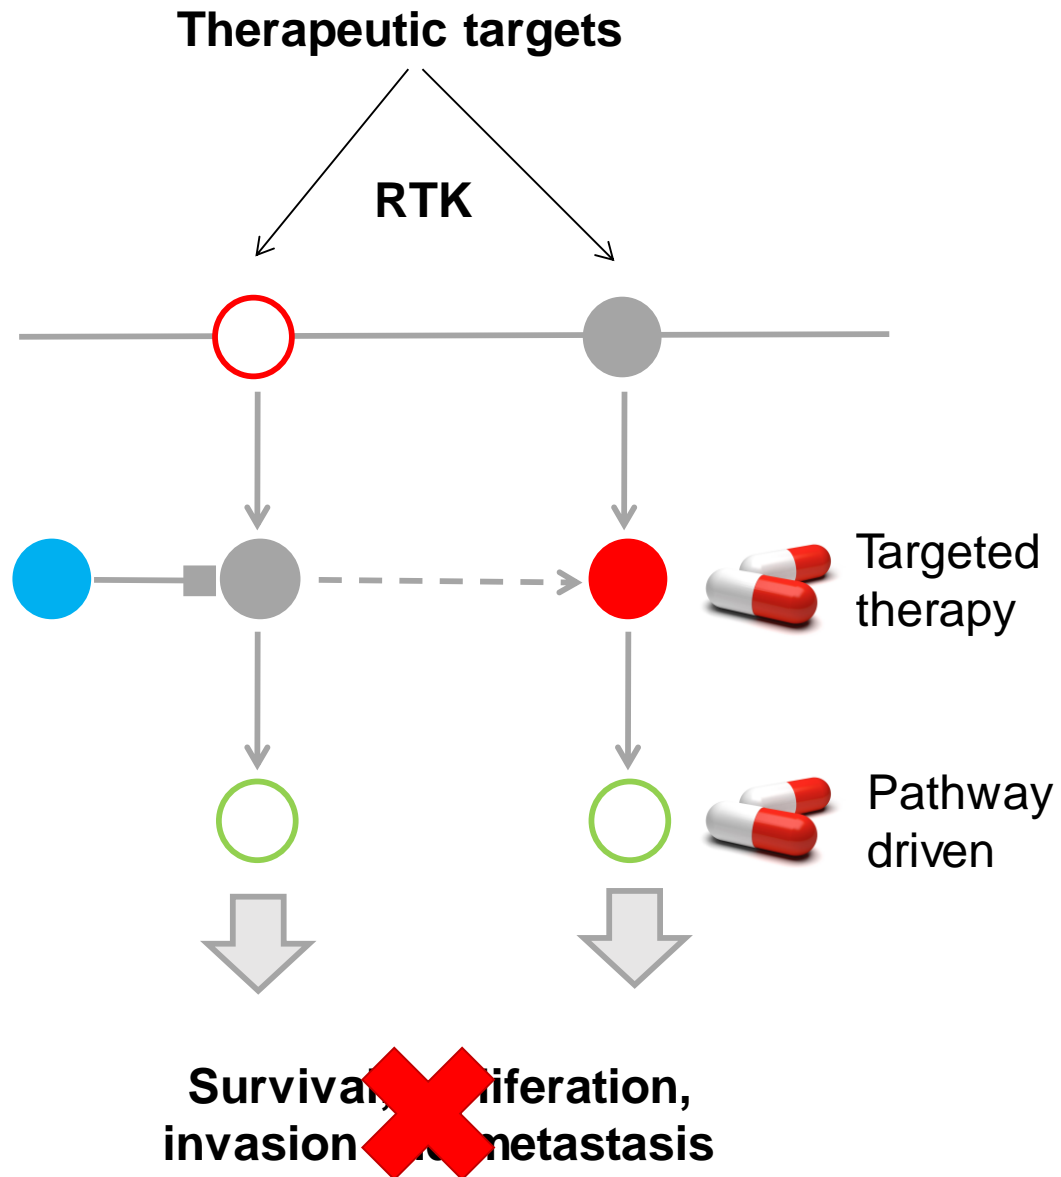 Therapeutic targets
RTK
Targeted
therapy
Pathway
driven
Survival, liferation,
invasion metastasis